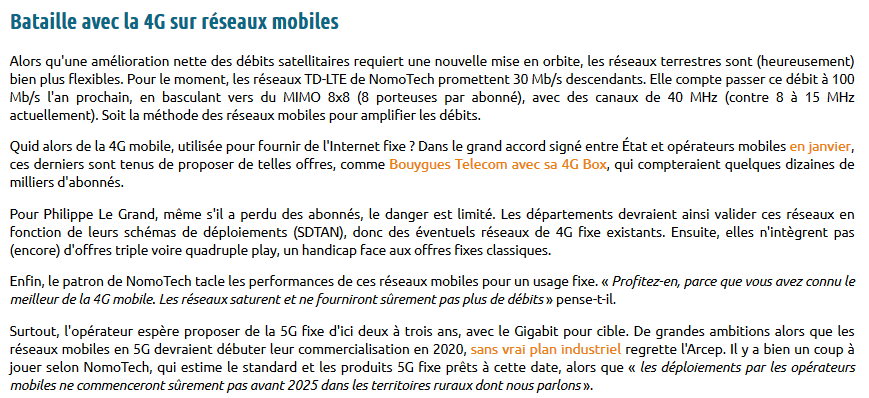 Bataille avec la 4G sur réseaux mobiles
Alors qu'une amélioration nette des débits satellitaires requiert une nouvelle mise en orbite, les réseaux terrestres sont (heureusement)
bien plus flexibles. Pour le moment, les réseaux TD-LTE de NomoTech promettent 30 Mb/s descendants. Elle compte passer ce débit à 100
Mb/s l'an prochain, en basculant vers du MIMO 8x8 (8 porteuses par abonné), avec des canaux de 40 MHz (contre 8 à 15 MHz
actuellement). Soit la méthode des réseaux mobiles pour amplifier les débits.
Quid alors de la 4G mobile, utilisée pour fournir de l'Internet fixe ? Dans le grand accord signé entre État et opérateurs mobiles en janvier,
ces derniers sont tenus de proposer de telles offres, comme Bouygues Telecom avec sa 4G Box, qui compteraient quelques dizaines de
milliers d'abonnés.
Pour Philippe Le Grand, même s'il a perdu des abonnés, le danger est limité. Les départements devraient ainsi valider ces réseaux en
fonction de leurs schémas de déploiements (SDTAN), donc des éventuels réseaux de 4G fixe existants. Ensuite, elles n'intègrent pas
(encore) d'offres triple voire quadruple play, un handicap face aux offres fixes classiques.
Enfin, le patron de NomoTech tacle les performances de ces réseaux mobiles pour un usage fixe. « Profitez-en, parce que vous avez connu le
meilleur de la 4G mobile. Les réseaux saturent et ne fourniront sûrement pas plus de débits » pense-t-il.
Surtout, l'opérateur espère proposer de la 5G fixe d'ici deux à trois ans, avec le Gigabit pour cible. De grandes ambitions alors que les
réseaux mobiles en 5G devraient débuter leur commercialisation en 2020, sans vrai plan industriel regrette l'Arcep. Il y a bien un coup à
jouer selon NomoTech, qui estime le standard et les produits 5G fixe prêts à cette date, alors que « les déploiements par les opérateurs
mobiles ne commenceront sûrement pas avant 2025 dans les territoires ruraux dont nous parlons ».